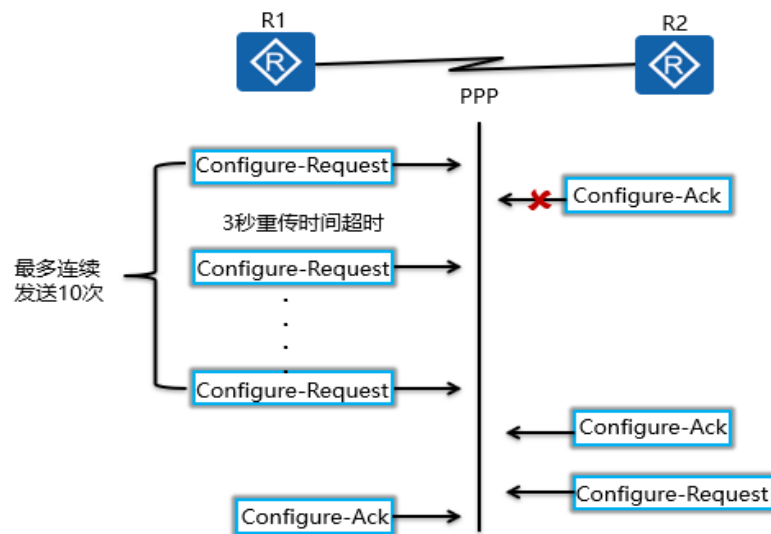 R1
R2
R
R
PPP
Configure-Request
Configure-Ack
3秒重传时间超时
最多连续
发送10次
Configure-Request
Configure-Request
Configure-Ack
Configure-Request
Configure-Ack